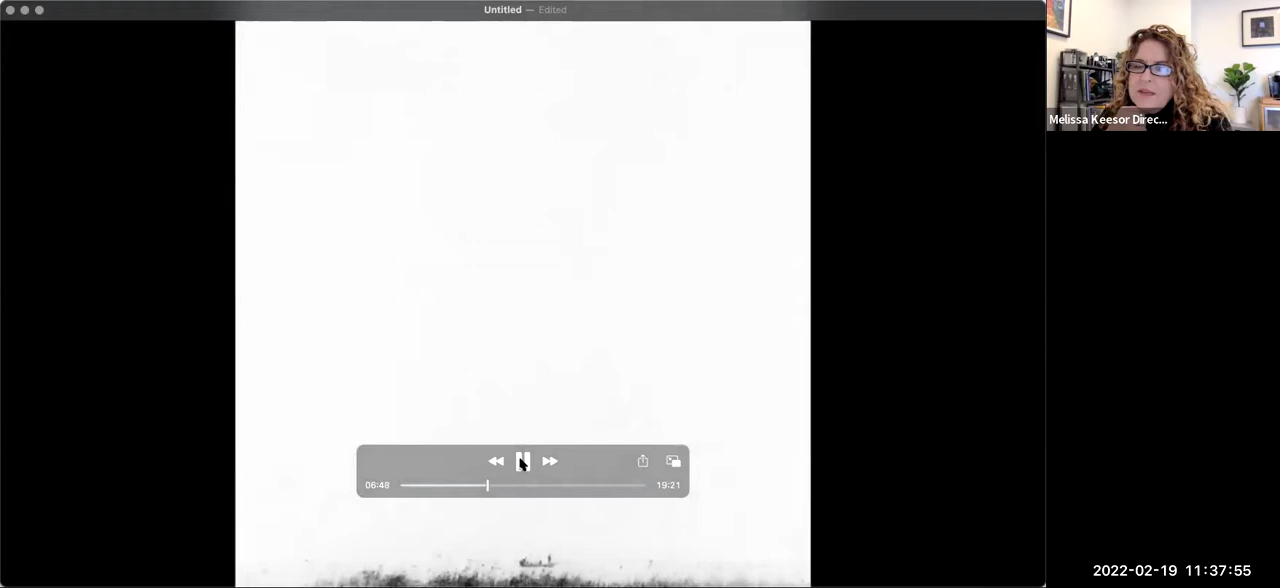 Untitled — Edited
Melissa Keesor Direc...
06:48
19:21
2022-02-19 11:37:55